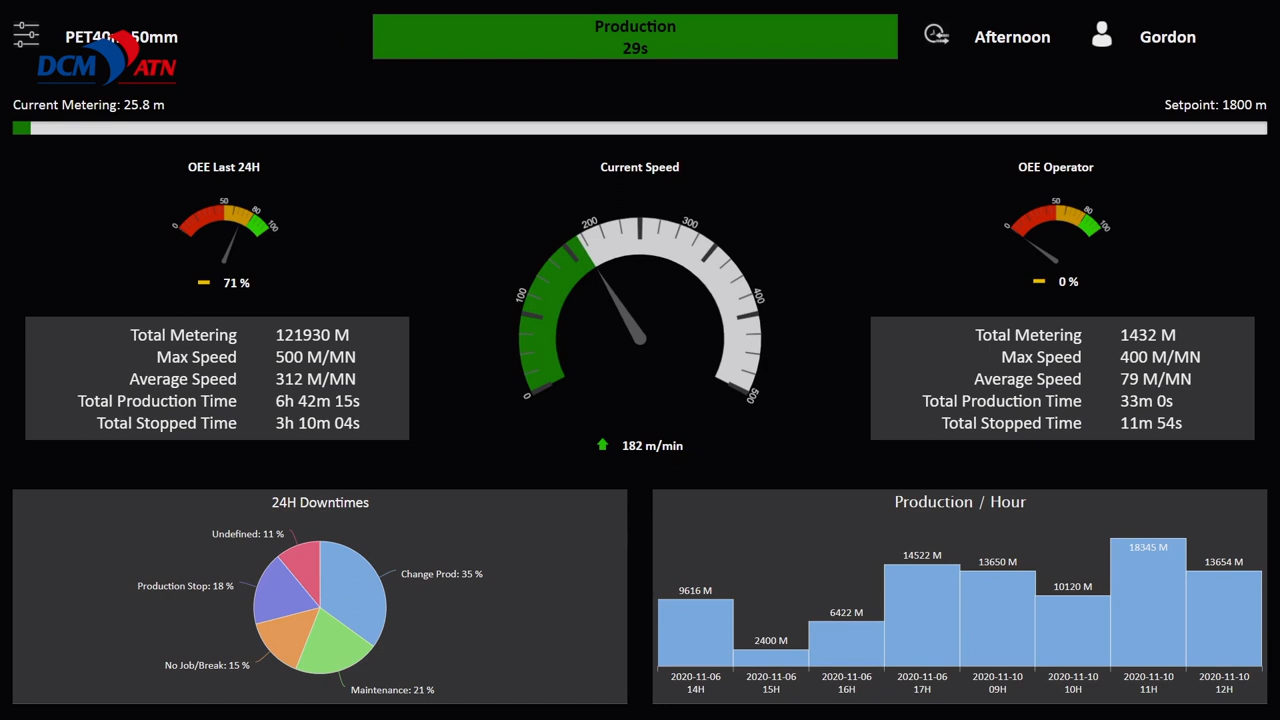 Production
29s
PET40m 50mm
DCM ATN
Afternoon
Gordon
Current Metering: 25.8 m
Setpoint: 1800 m
OEE Last 24H
0
50
80
100
71 %
Current Speed
0
100
200
300
400
500
182 m/min
OEE Operator
0
50
80
100
0 %
Total Metering 121930 M
Max Speed 500 M/MN
Average Speed 312 M/MN
Total Production Time 6h 42m 15s
Total Stopped Time 3h 10m 04s
Total Metering 1432 M
Max Speed 400 M/MN
Average Speed 79 M/MN
Total Production Time 33m 0s
Total Stopped Time 11m 54s
24H Downtimes
Undefined: 11 %
Change Prod: 35 %
Production Stop: 18 %
No Job/Break: 15 %
Maintenance: 21 %
Production / Hour
9616 M
2400 M
6422 M
14522 M
13650 M
10120 M
18345 M
13654 M
2020-11-06 2020-11-06 2020-11-06 2020-11-06 2020-11-10 2020-11-10 2020-11-10 2020-11-10
14H 15H 16H 17H 09H 10H 11H 12H